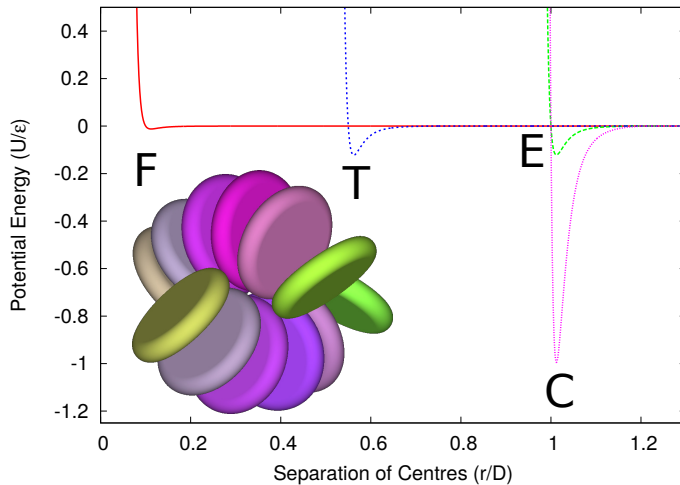 0.4
0.2
0
-0.2
-0.4
-0.6
-0.8
-1
-1.2
Potential Energy (U/ε)
F
T
E
C
0 0.2 0.4 0.6 0.8 1 1.2
Separation of Centres (r/D)